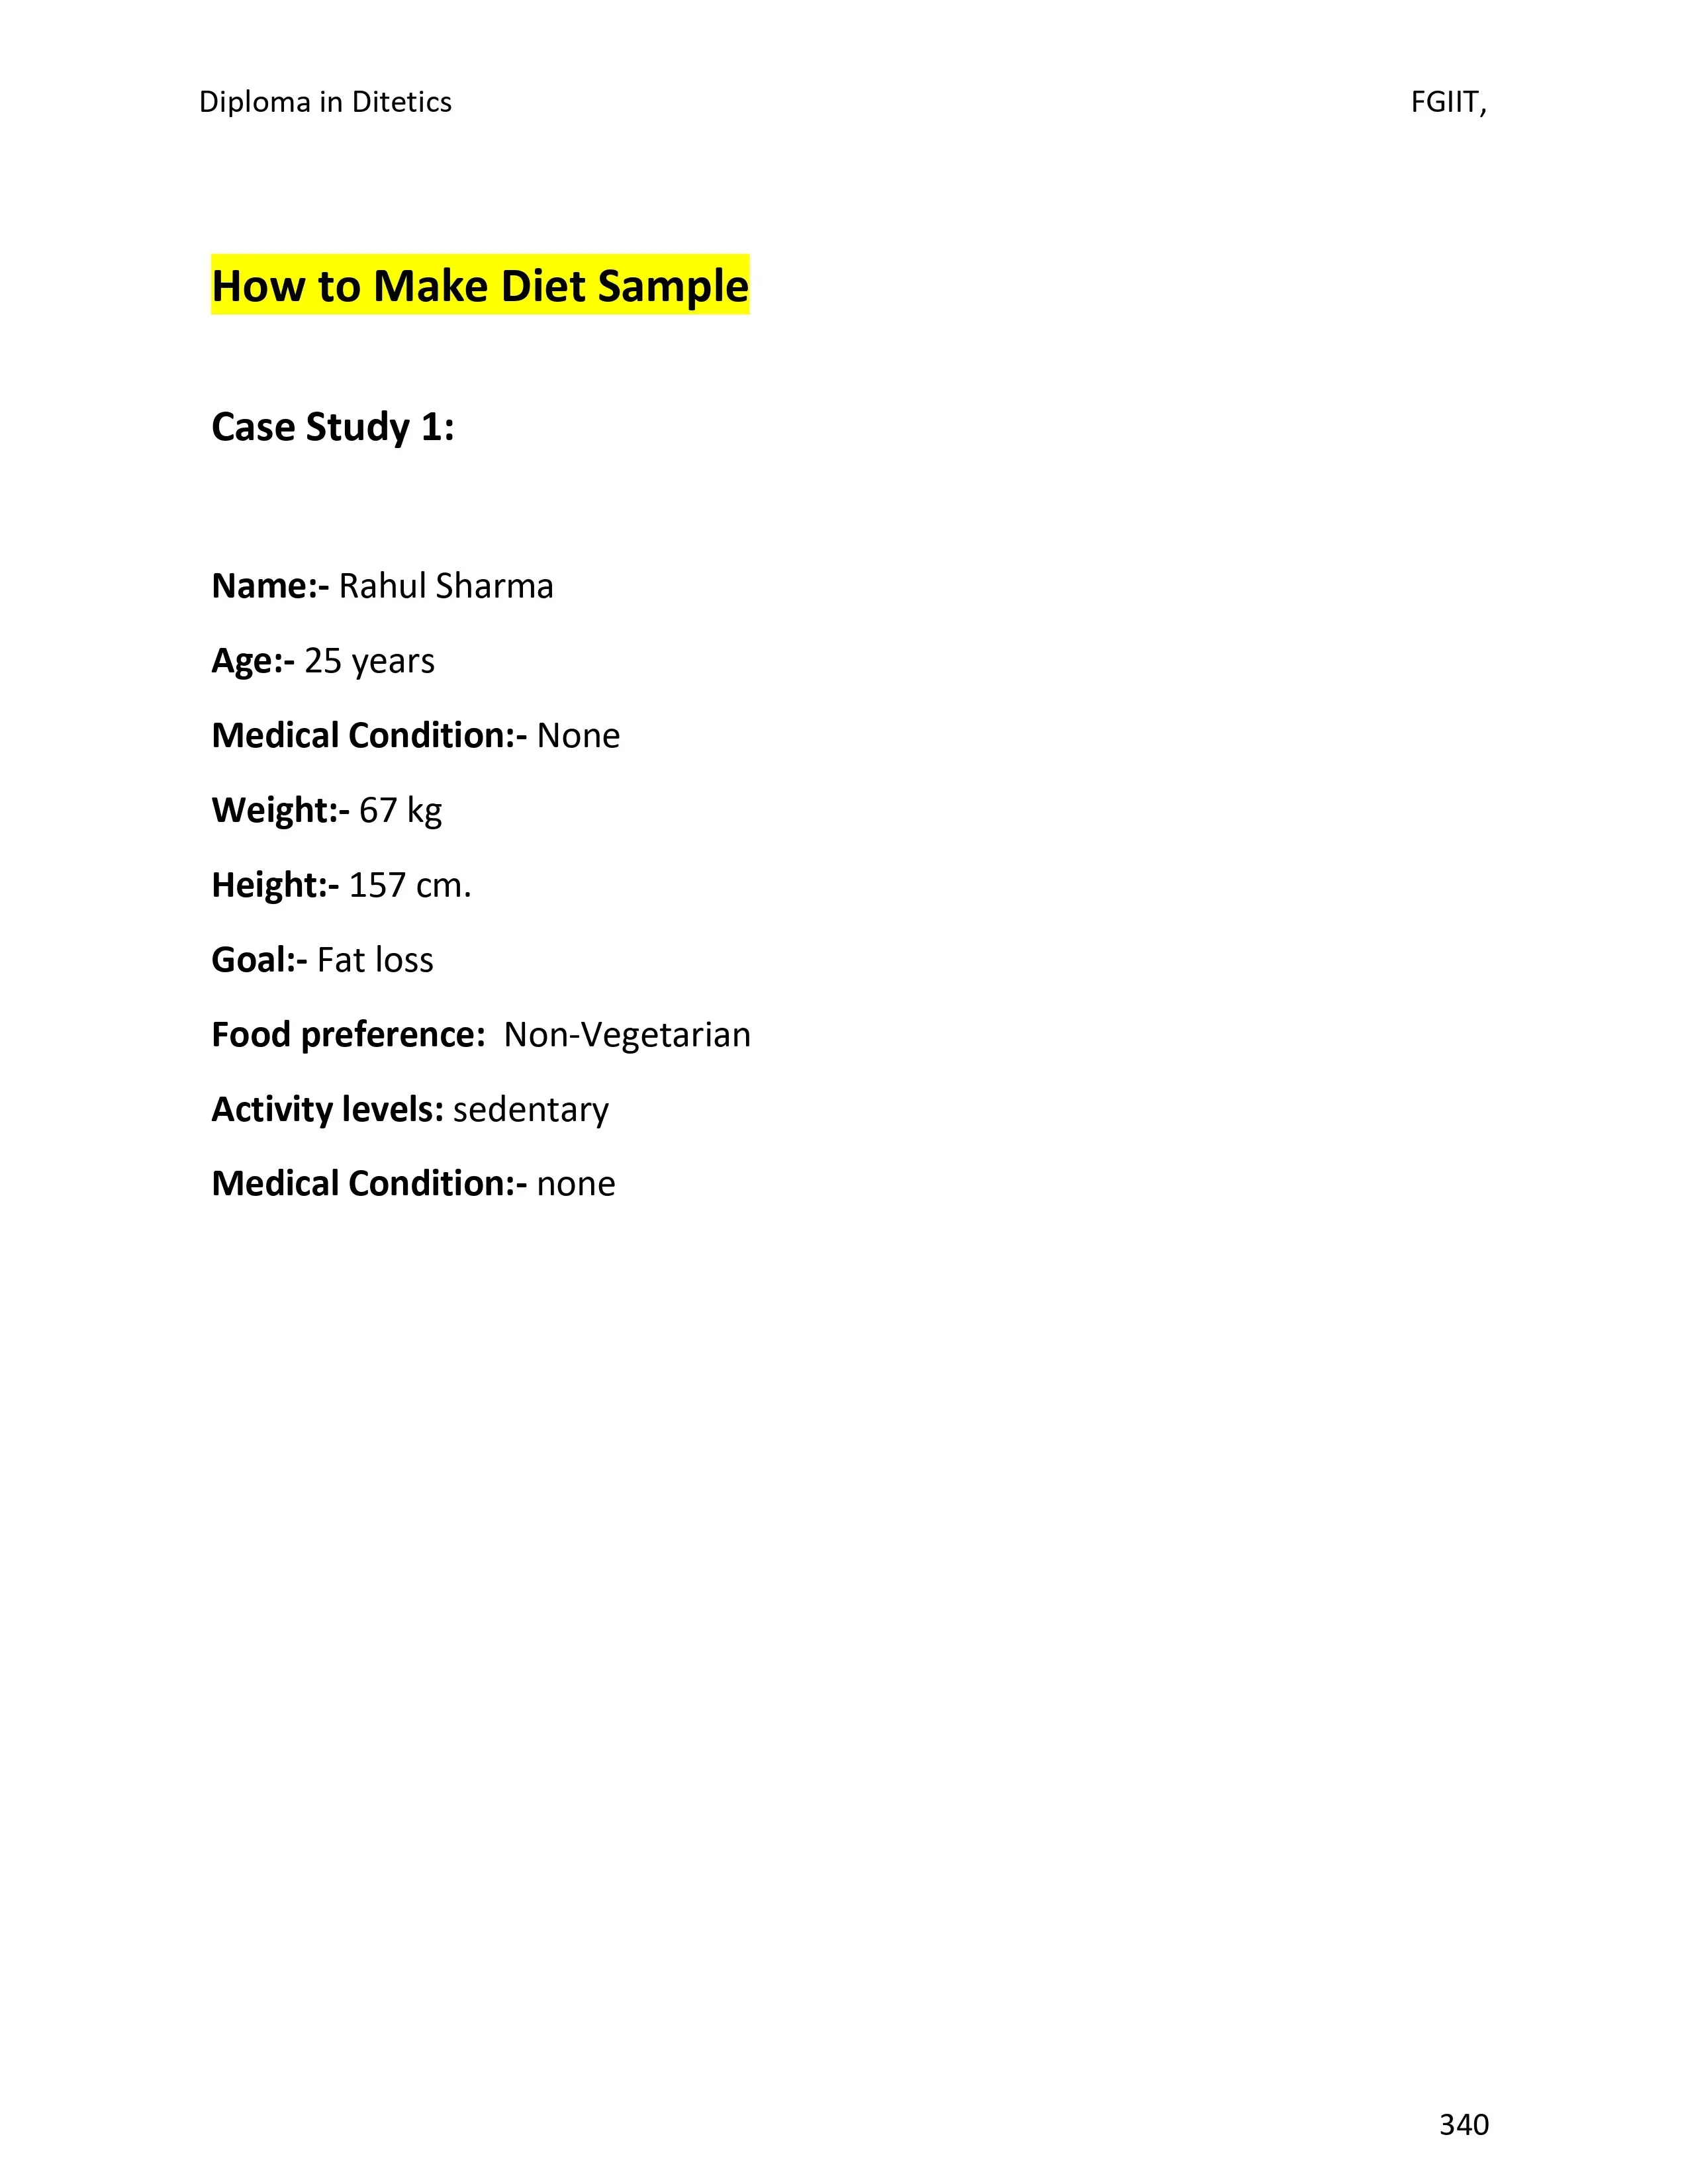 Diploma in Ditetics FGIIT,
How to Make Diet Sample
Case Study 1:
Name:- Rahul Sharma
Age:- 25 years
Medical Condition:- None
Weight:- 67 kg
Height:- 157 cm.
Goal:- Fat loss
Food preference:  Non-Vegetarian
Activity levels: sedentary
Medical Condition:- none
340